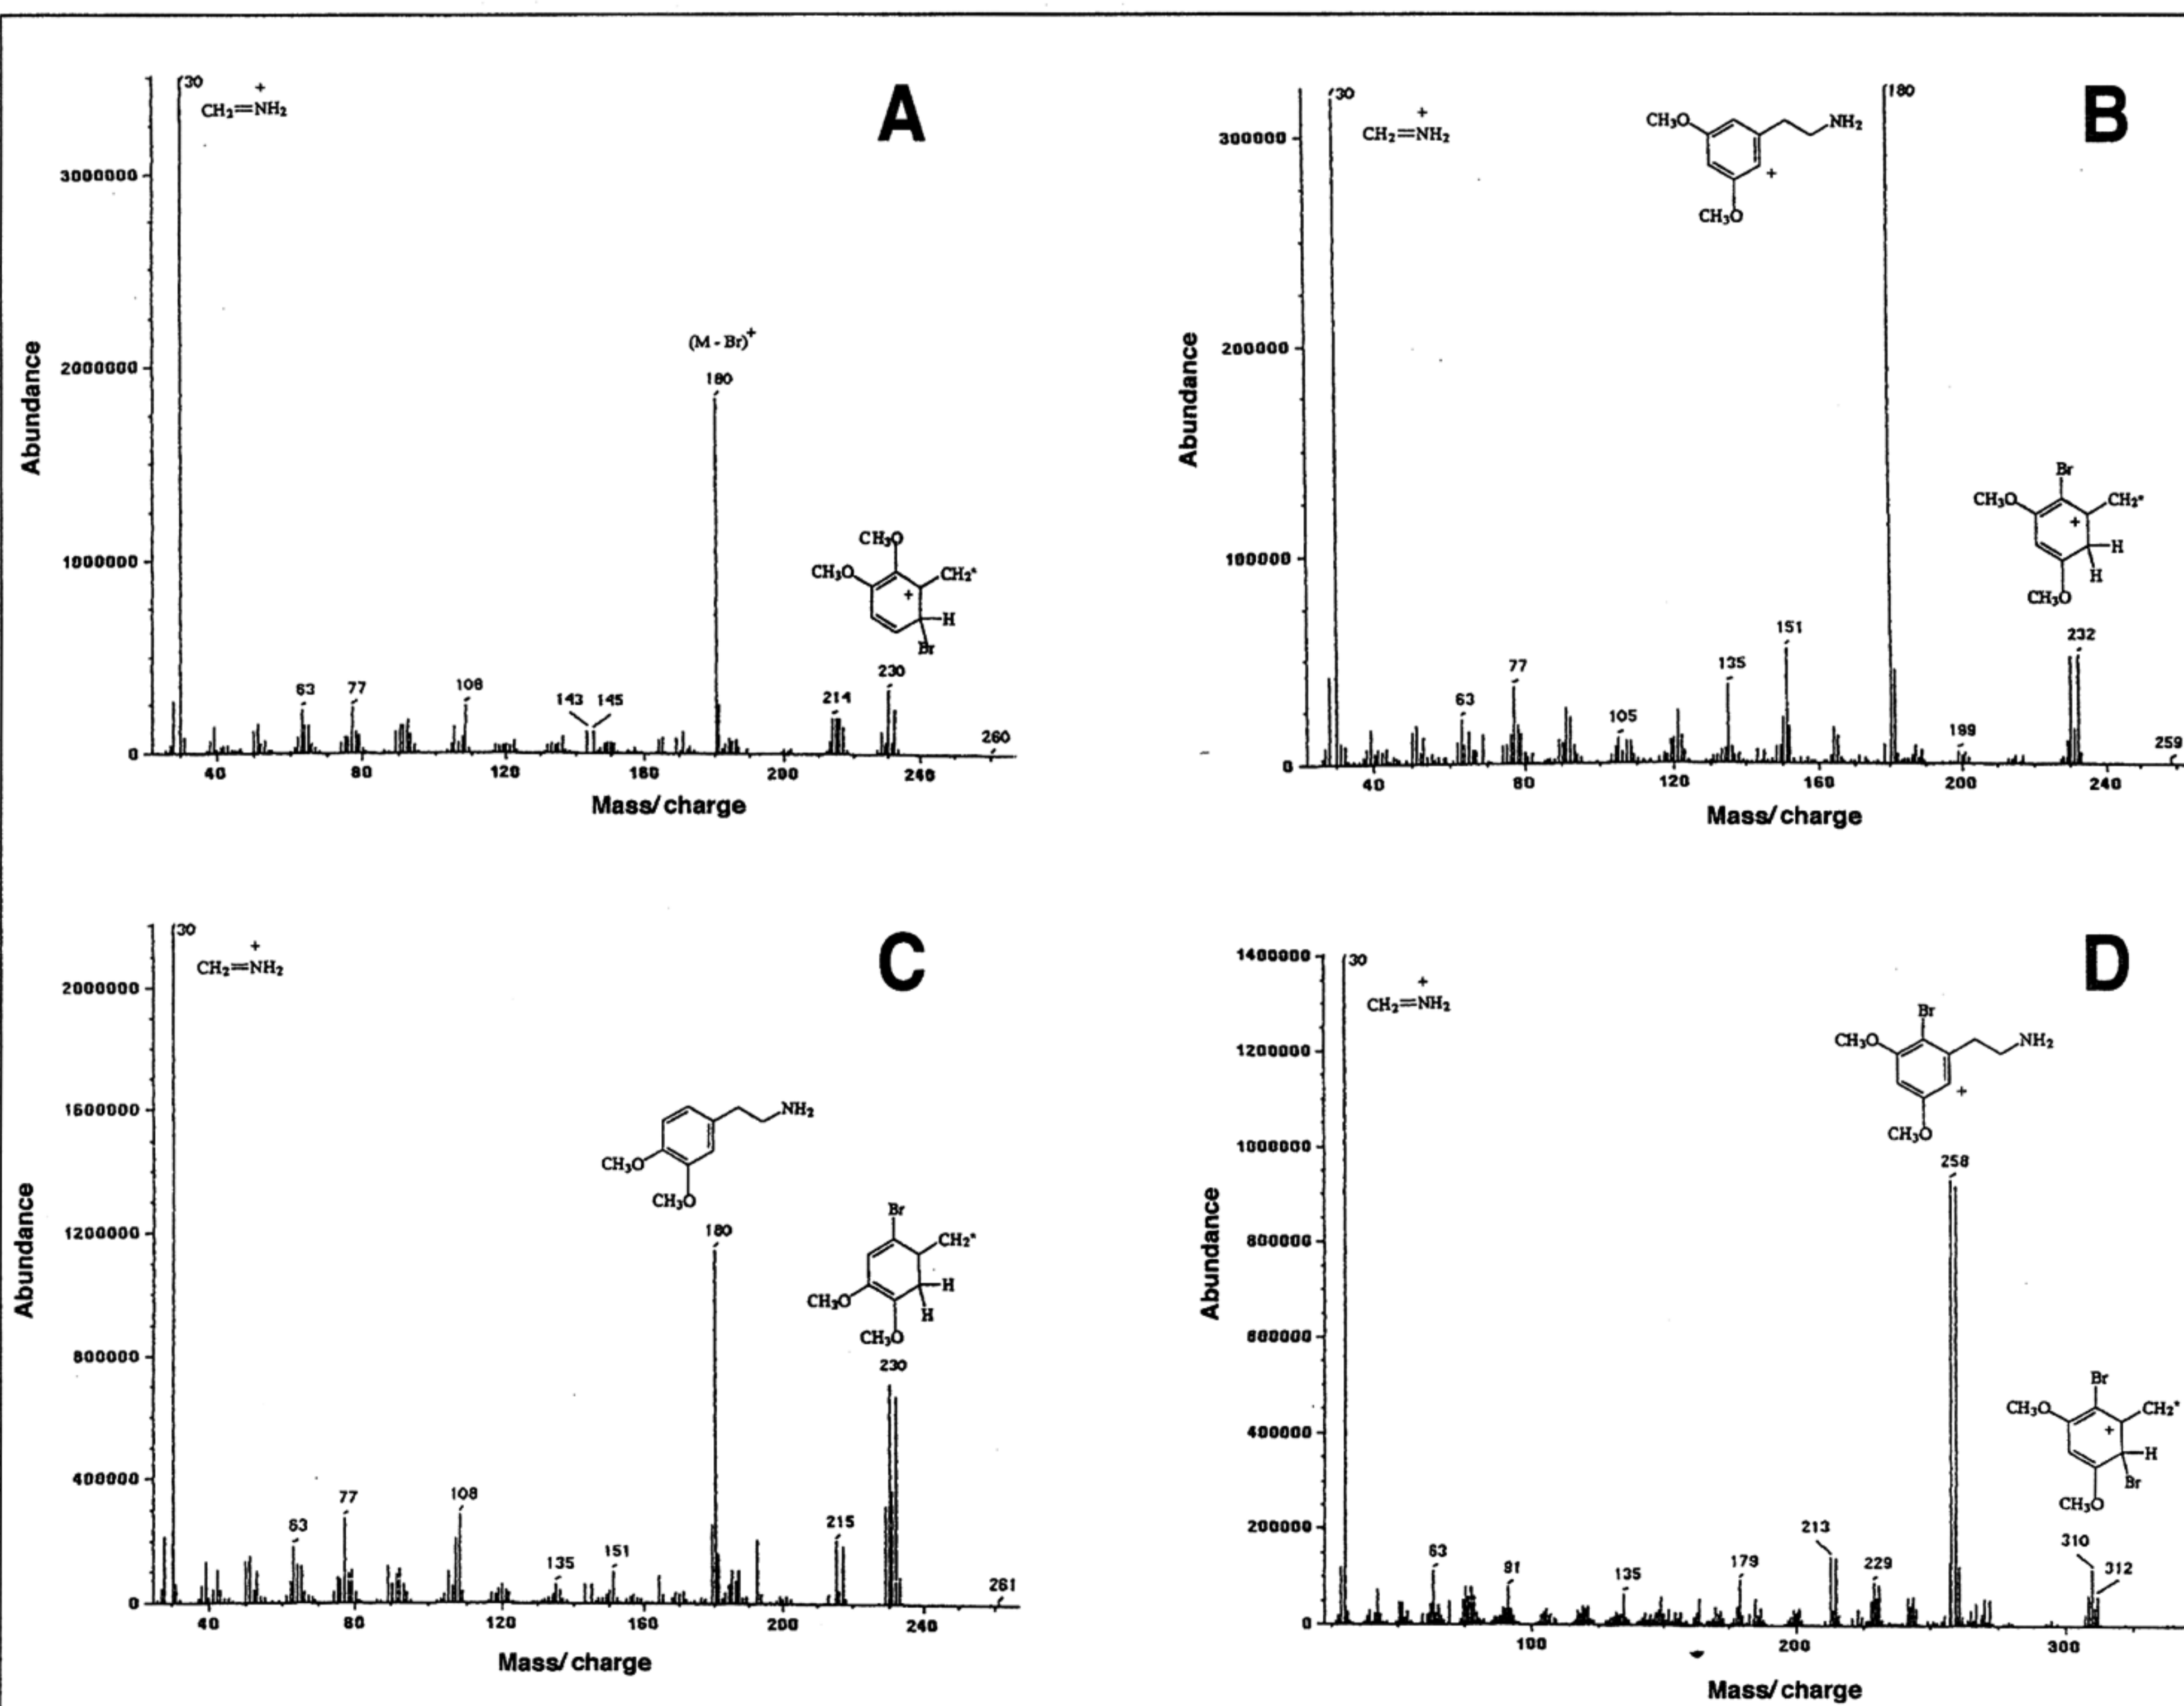 A
30
+
CH₂=NH₂
3000000
(M - Br)⁺
2000000
180
Abundance
CH₃O
1000000
CH₃O
CH₂•
+
H
Br
63
77
108
143
145
214
230
260
0
40
80
120
160
200
240
Mass/charge
B
30
+
CH₂=NH₂
180
CH₃O
NH₂
300000
+
CH₃O
Abundance
200000
Br
CH₃O
CH₂•
+
H
H
100000
CH₃O
63
77
105
135
151
199
232
259
0
40
80
120
160
200
240
Mass/charge
C
30
+
CH₂=NH₂
2000000
1600000
NH₂
CH₃O
CH₃O
Abundance
1200000
180
Br
CH₂•
H
CH₃O
H
CH₃O
800000
230
400000
63
77
108
135
151
215
261
0
40
80
120
160
200
240
Mass/charge
D
1400000
30
+
CH₂=NH₂
Br
CH₃O
NH₂
1200000
+
CH₃O
1000000
258
Abundance
800000
600000
Br
CH₃O
CH₂•
400000
+
H
Br
CH₃O
200000
63
91
135
179
213
229
310
312
0
100
200
300
Mass/charge